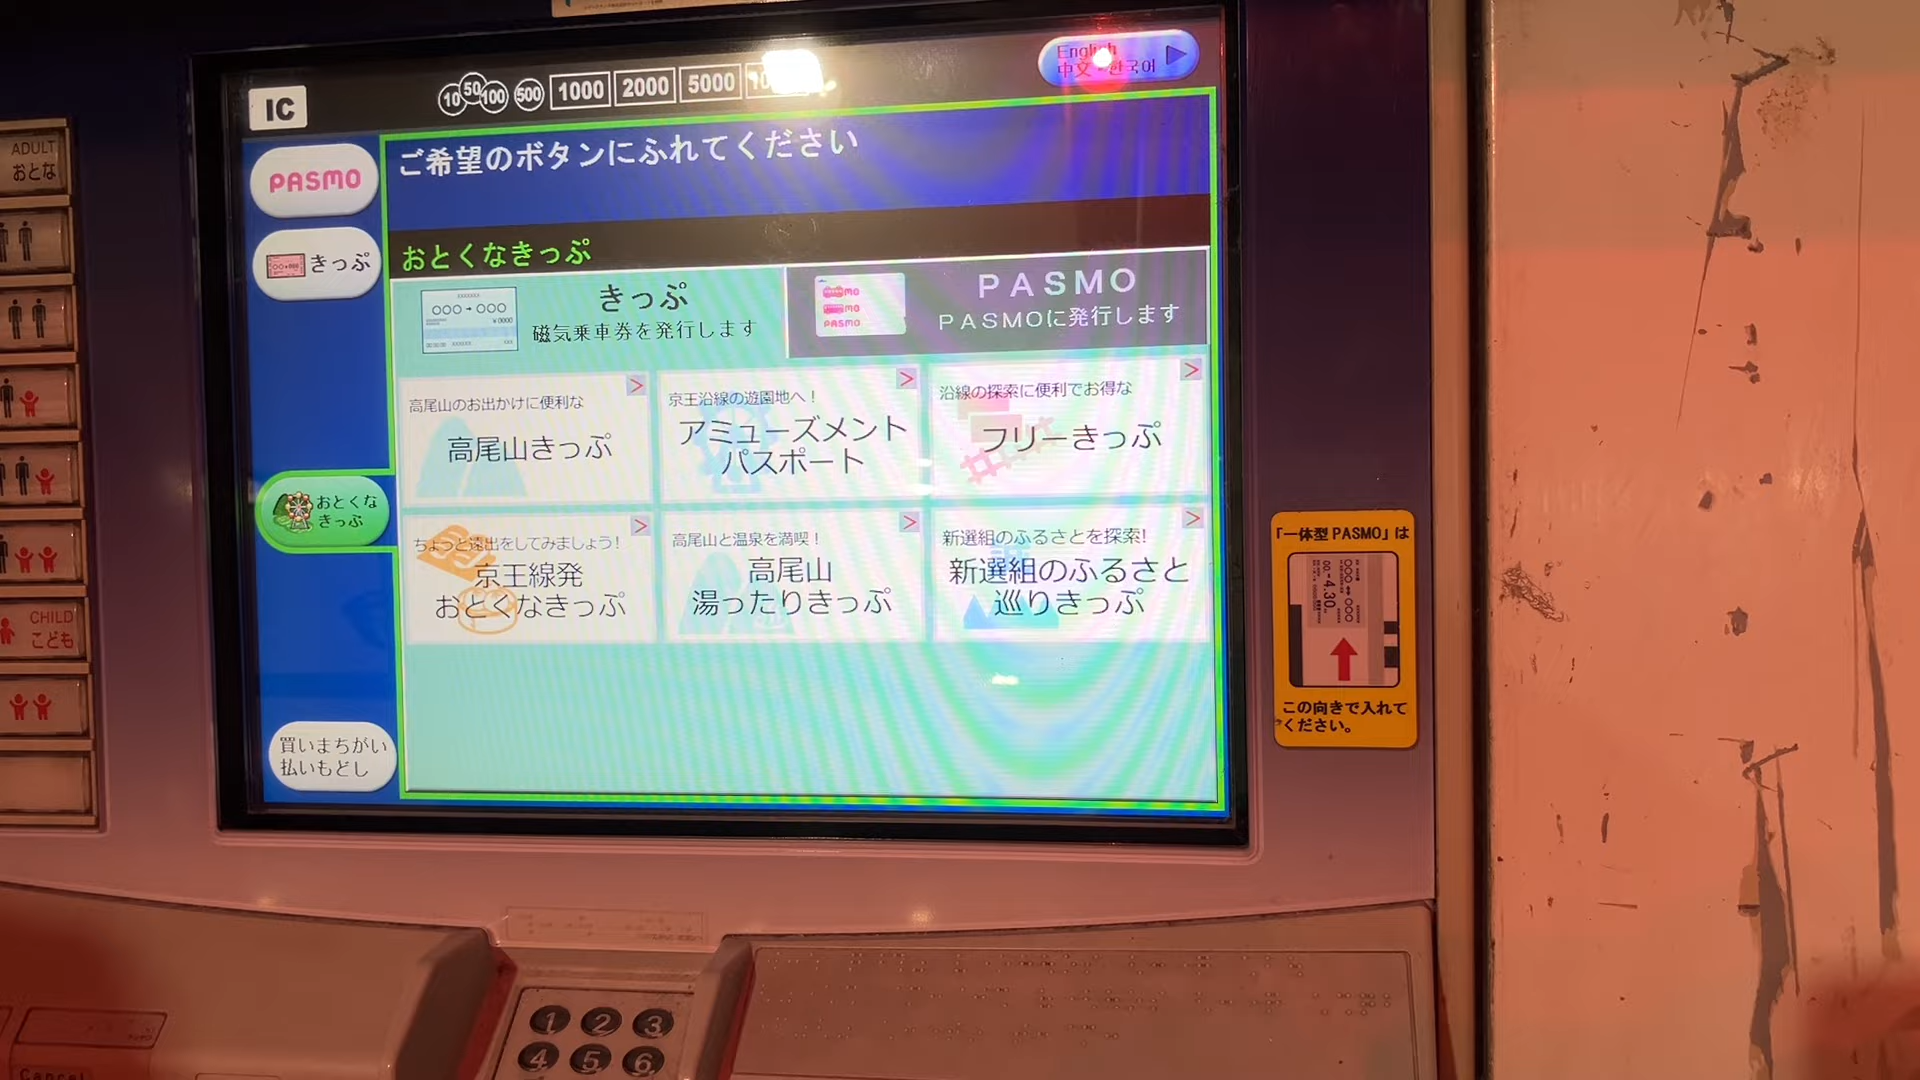 IC
10 50 100 500 1000 2000 5000
English
中文・한국어
ADULT
おとな
PASMO
きっぷ
おとくな
きっぷ
買いまちがい
払いもどし
ご希望のボタンにふれてください
おとくなきっぷ
きっぷ
磁気乗車券を発行します
PASMO
PASMOに発行します
高尾山のお出かけに便利な
高尾山きっぷ
京王沿線の遊園地へ！
アミューズメント
パスポート
沿線の探索に便利でお得な
フリーきっぷ
ちょっと遠出をしてみましょう！
京王線発
おとくなきっぷ
高尾山と温泉を満喫！
高尾山
湯ったりきっぷ
新選組のふるさとを探索!
新選組のふるさと
巡りきっぷ
CHILD
こども
「一体型 PASMO」は
この向きで入れて
ください。
1 2 3
4 5 6
Cancel